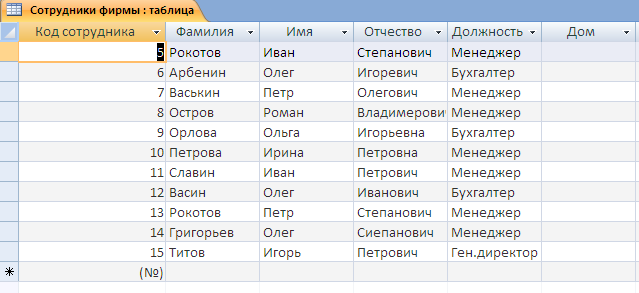 Сотрудники фирмы : таблица
Код сотрудника Фамилия Имя Отчество Должность Дом
5 Рокотов Иван Степанович Менеджер
6 Арбенин Олег Игоревич Бухгалтер
7 Васькин Петр Олегович Менеджер
8 Остров Роман Владимирович Менеджер
9 Орлова Ольга Игорьевна Бухгалтер
10 Петрова Ирина Петровна Менеджер
11 Славин Иван Петрович Менеджер
12 Васин Олег Иванович Бухгалтер
13 Рокотов Петр Степанович Менеджер
14 Григорьев Олег Сиепанович Менеджер
15 Титов Игорь Петрович Ген.директор
(№)